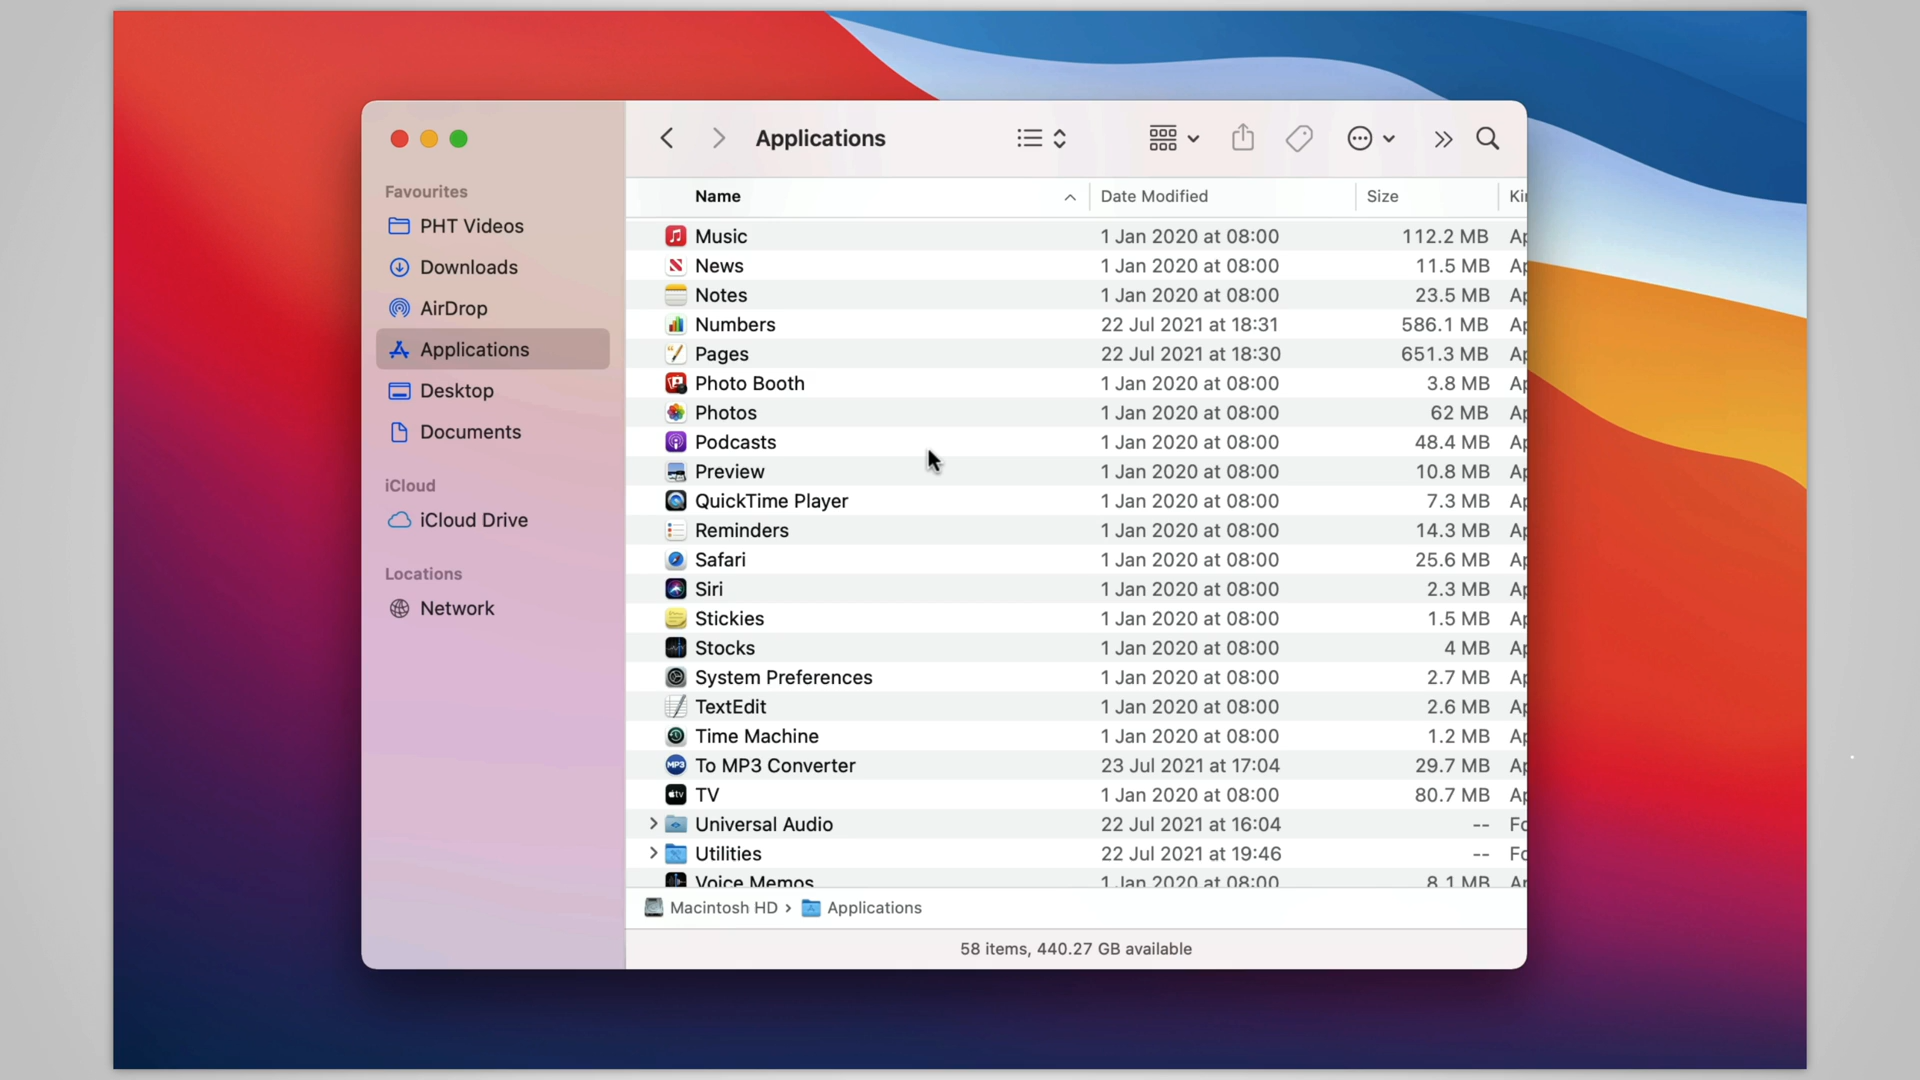 Applications
Favourites
PHT Videos
Downloads
AirDrop
Applications
Desktop
Documents
iCloud
iCloud Drive
Locations
Network
Name Date Modified Size
Music 1 Jan 2020 at 08:00 112.2 MB
News 1 Jan 2020 at 08:00 11.5 MB
Notes 1 Jan 2020 at 08:00 23.5 MB
Numbers 22 Jul 2021 at 18:31 586.1 MB
Pages 22 Jul 2021 at 18:30 651.3 MB
Photo Booth 1 Jan 2020 at 08:00 3.8 MB
Photos 1 Jan 2020 at 08:00 62 MB
Podcasts 1 Jan 2020 at 08:00 48.4 MB
Preview 1 Jan 2020 at 08:00 10.8 MB
QuickTime Player 1 Jan 2020 at 08:00 7.3 MB
Reminders 1 Jan 2020 at 08:00 14.3 MB
Safari 1 Jan 2020 at 08:00 25.6 MB
Siri 1 Jan 2020 at 08:00 2.3 MB
Stickies 1 Jan 2020 at 08:00 1.5 MB
Stocks 1 Jan 2020 at 08:00 4 MB
System Preferences 1 Jan 2020 at 08:00 2.7 MB
TextEdit 1 Jan 2020 at 08:00 2.6 MB
Time Machine 1 Jan 2020 at 08:00 1.2 MB
To MP3 Converter 23 Jul 2021 at 17:04 29.7 MB
TV 1 Jan 2020 at 08:00 80.7 MB
Universal Audio 22 Jul 2021 at 16:04 --
Utilities 22 Jul 2021 at 19:46 --
Voice Memos 1 Jan 2020 at 08:00 8.1 MB
Macintosh HD › Applications
58 items, 440.27 GB available